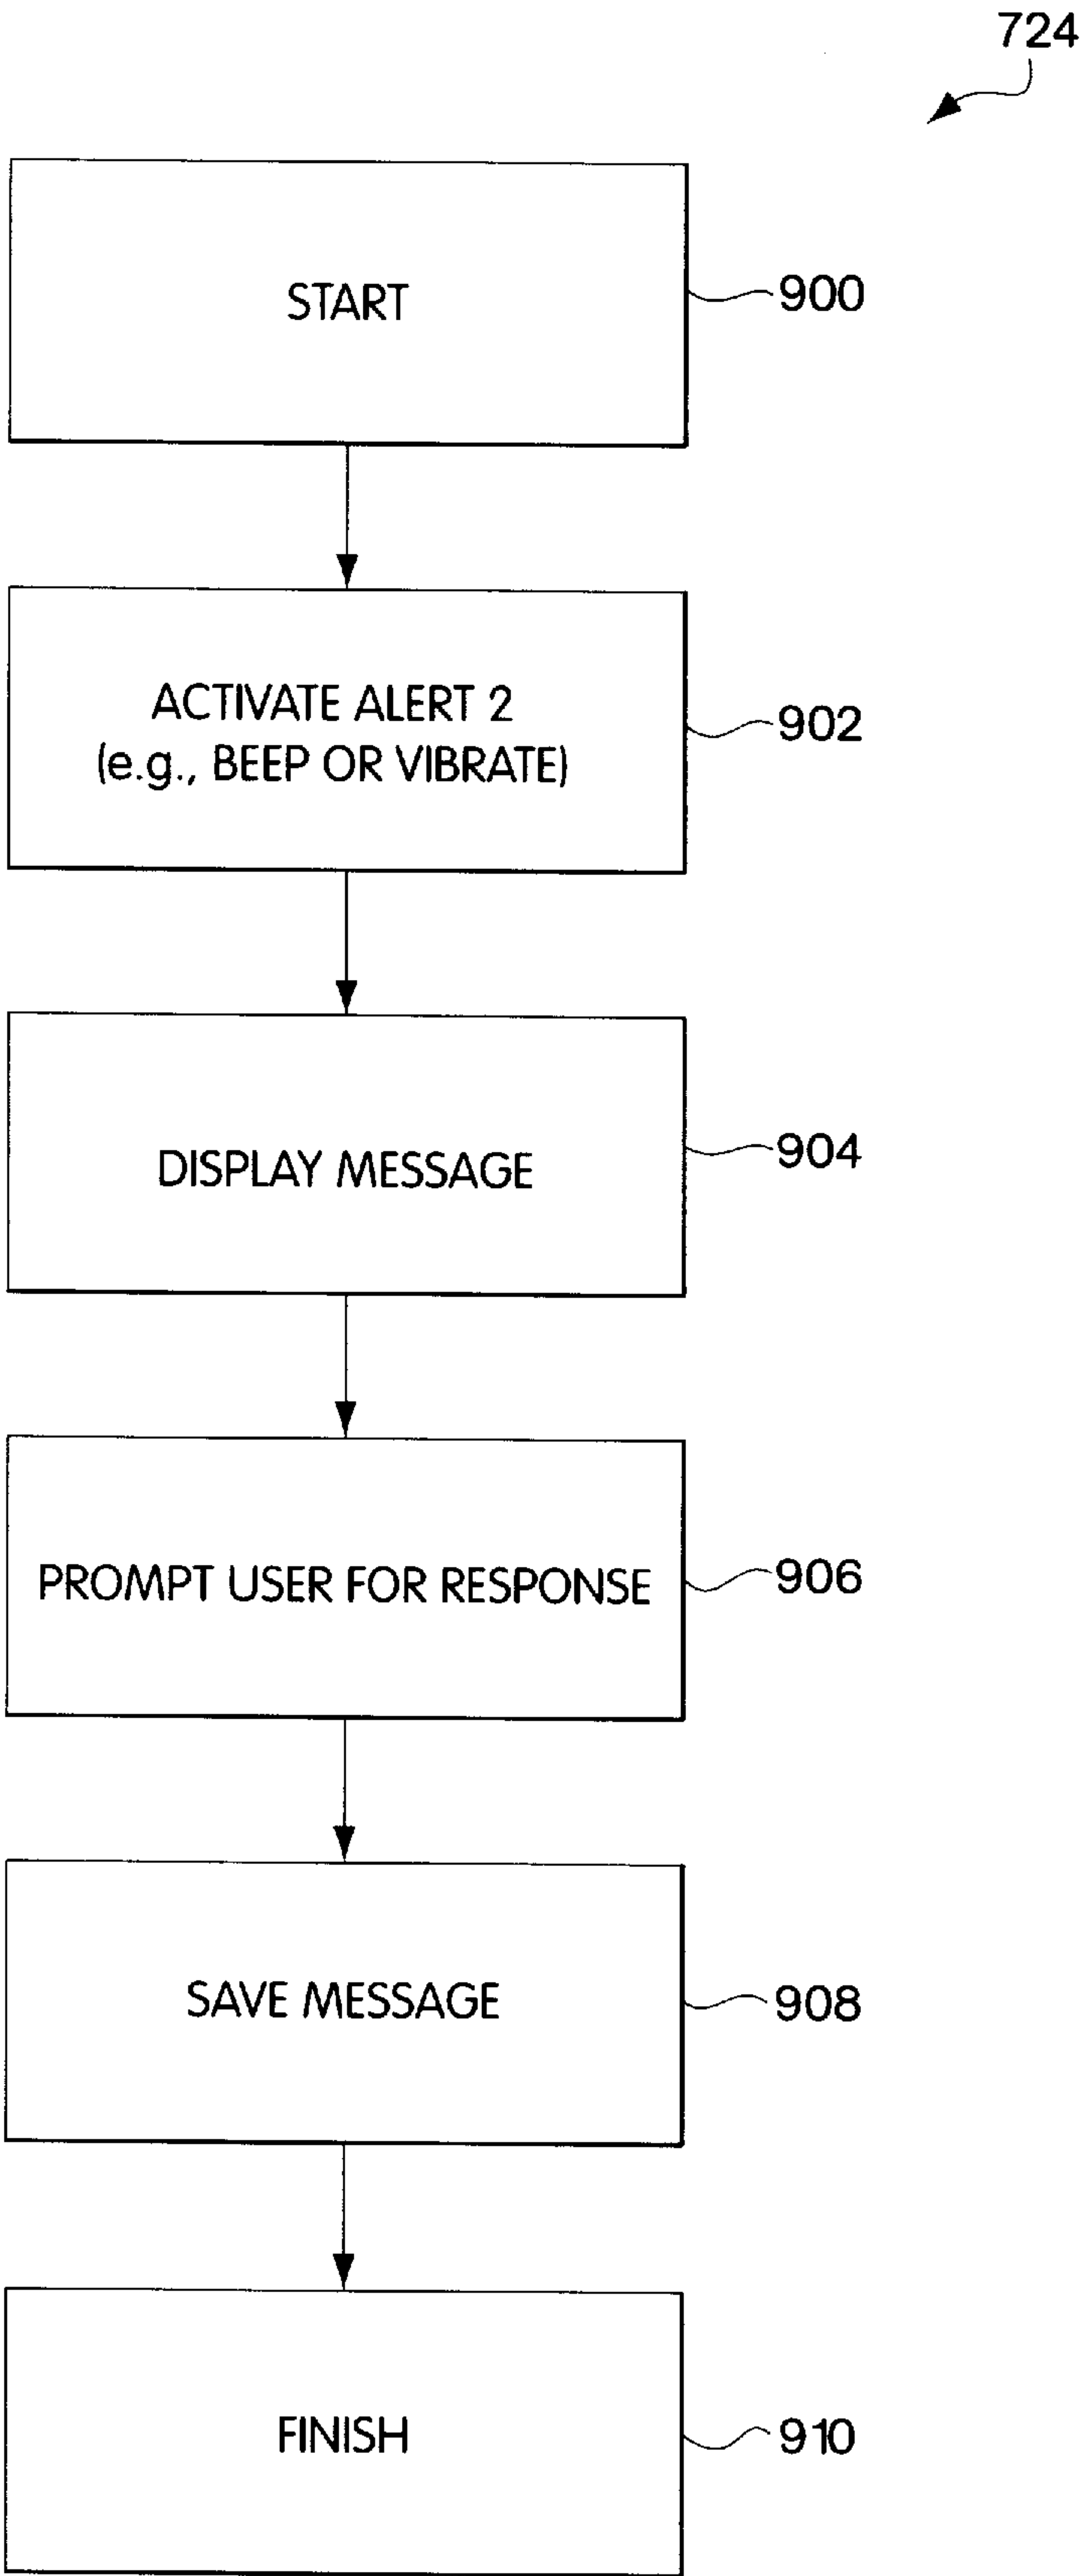 724
START
900
ACTIVATE ALERT 2
(e.g., BEEP OR VIBRATE)
902
DISPLAY MESSAGE
904
PROMPT USER FOR RESPONSE
906
SAVE MESSAGE
908
FINISH
910